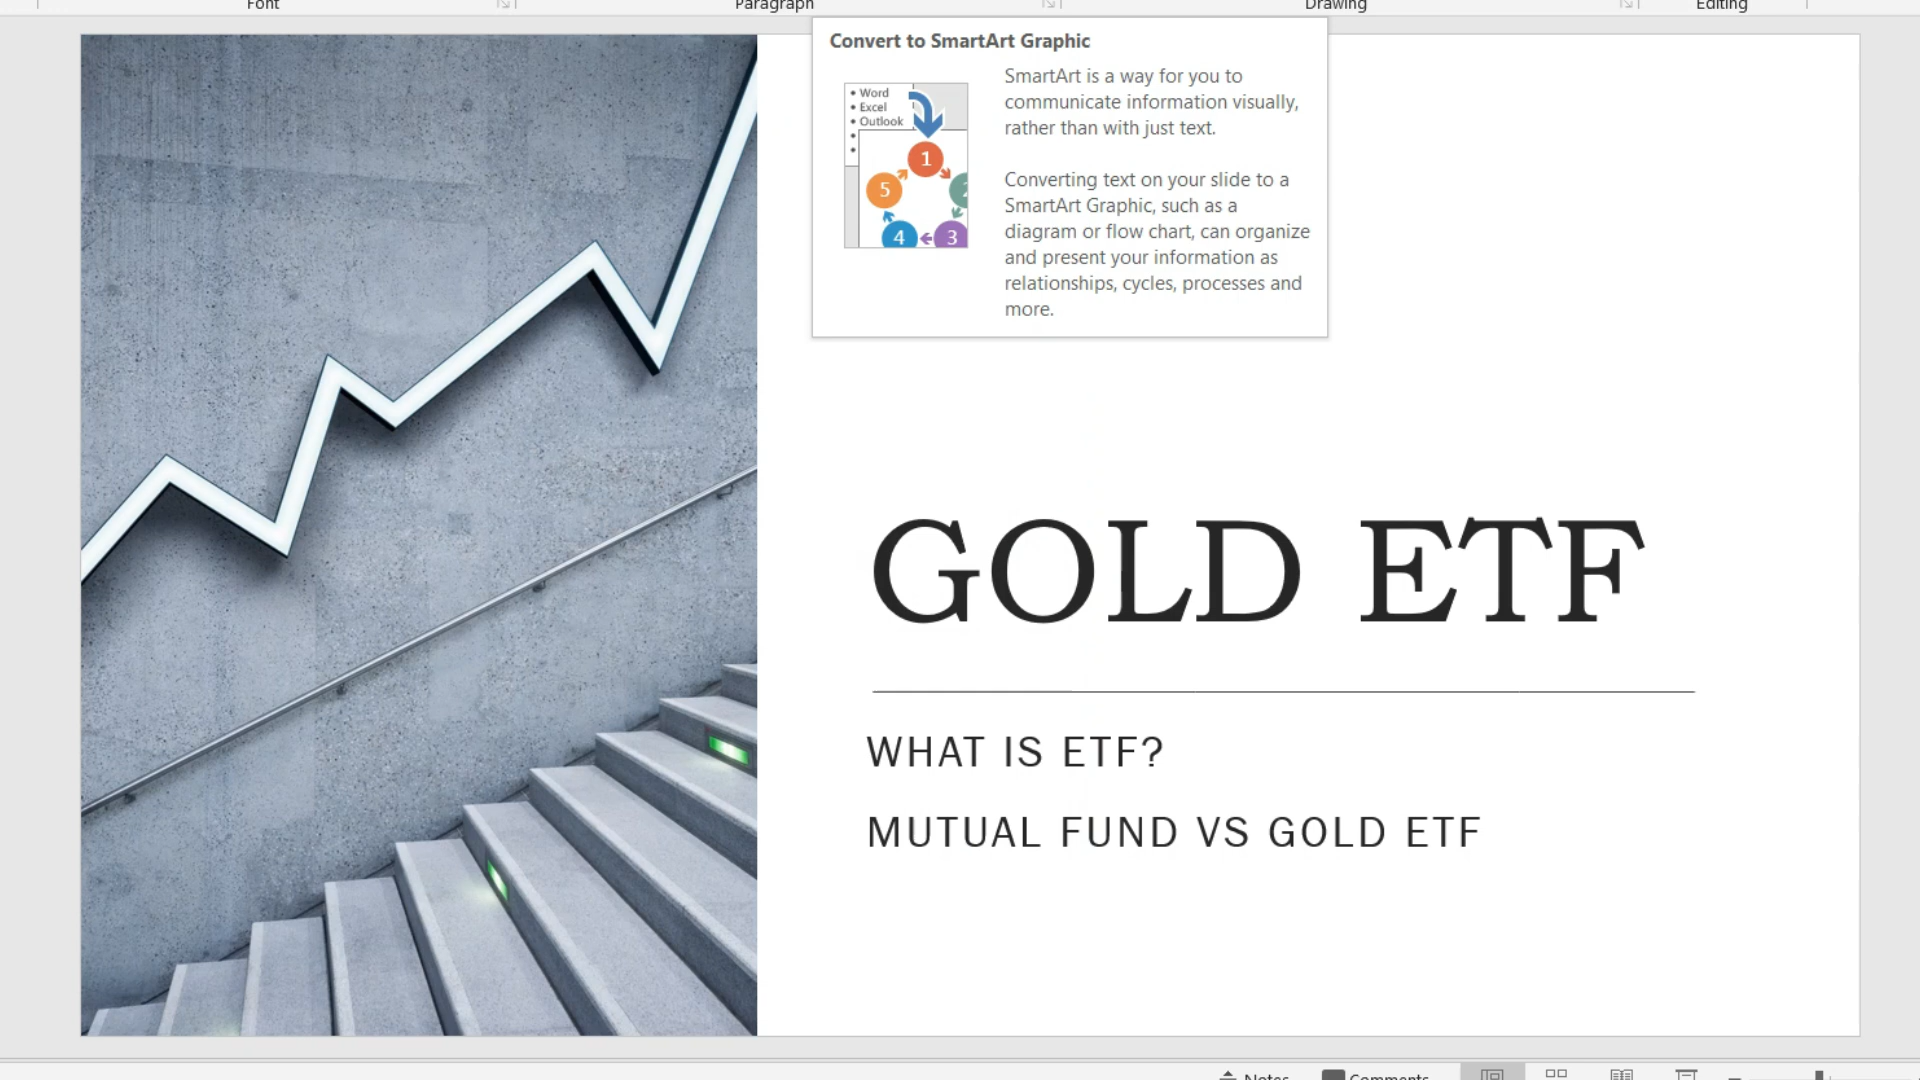 Font
Paragraph
Drawing
Editing
Convert to SmartArt Graphic
• Word
• Excel
• Outlook
1
2
3
4
5
SmartArt is a way for you to
communicate information visually,
rather than with just text.
Converting text on your slide to a
SmartArt Graphic, such as a
diagram or flow chart, can organize
and present your information as
relationships, cycles, processes and
more.
GOLD ETF
WHAT IS ETF?
MUTUAL FUND VS GOLD ETF
Notes
Comments